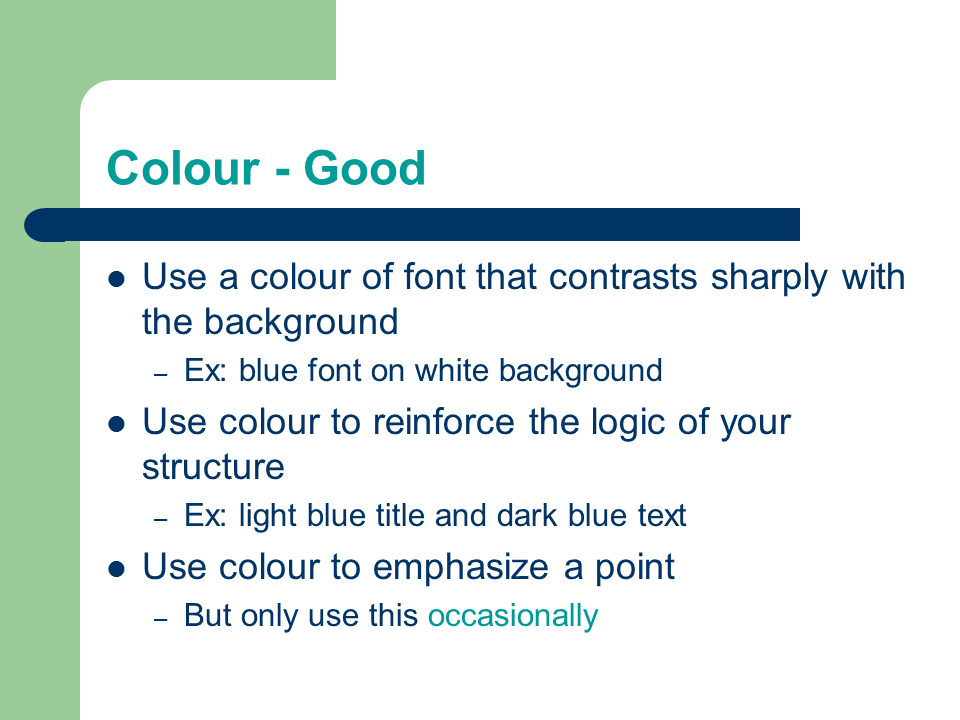 Colour - Good
● Use a colour of font that contrasts sharply with
the background
– Ex: blue font on white background
● Use colour to reinforce the logic of your
structure
– Ex: light blue title and dark blue text
● Use colour to emphasize a point
– But only use this occasionally